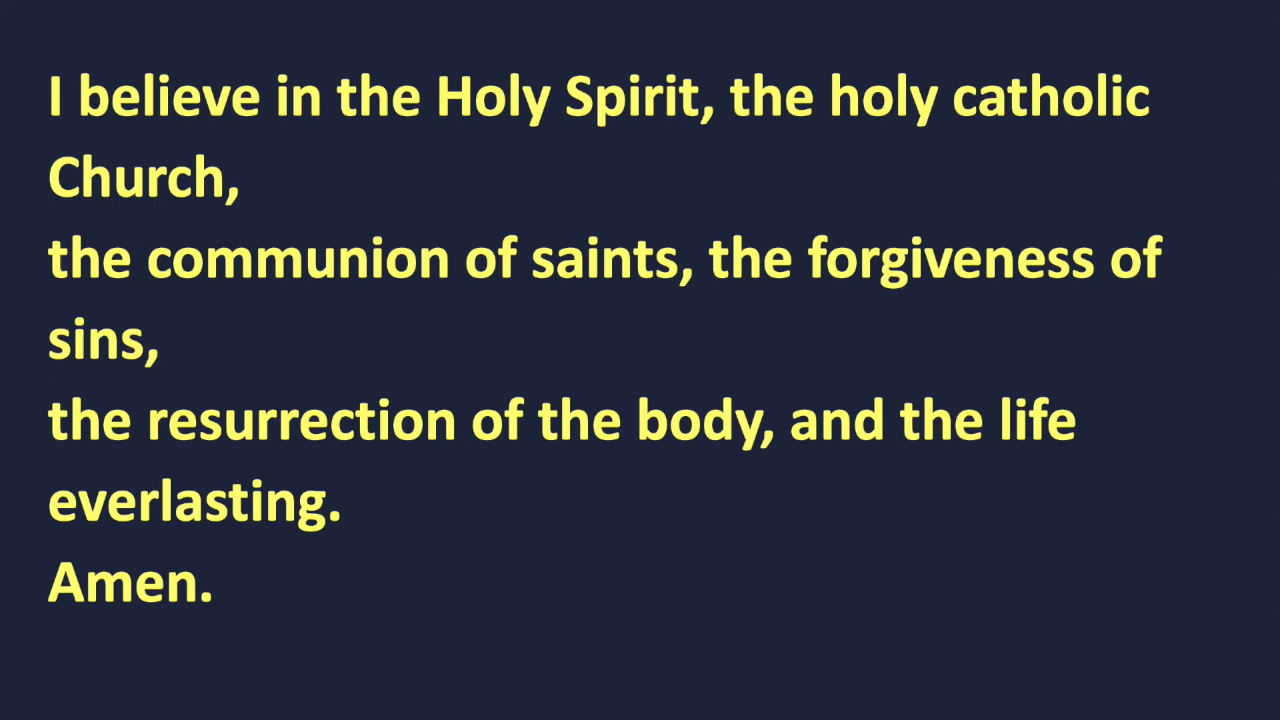 I believe in the Holy Spirit, the holy catholic
Church,
the communion of saints, the forgiveness of
sins,
the resurrection of the body, and the life
everlasting.
Amen.